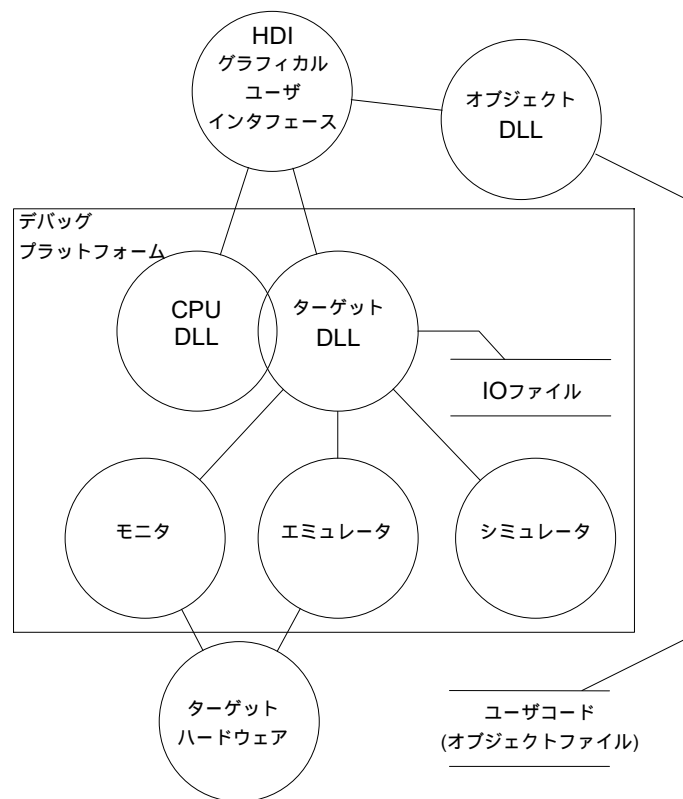 HDI
グラフィカル
ユーザ
インタフェース
オブジェクト
DLL
デバッグ
プラットフォーム
CPU
DLL
ターゲット
DLL
IOファイル
モニタ
エミュレータ
シミュレータ
ターゲット
ハードウェア
ユーザコード
(オブジェクトファイル)